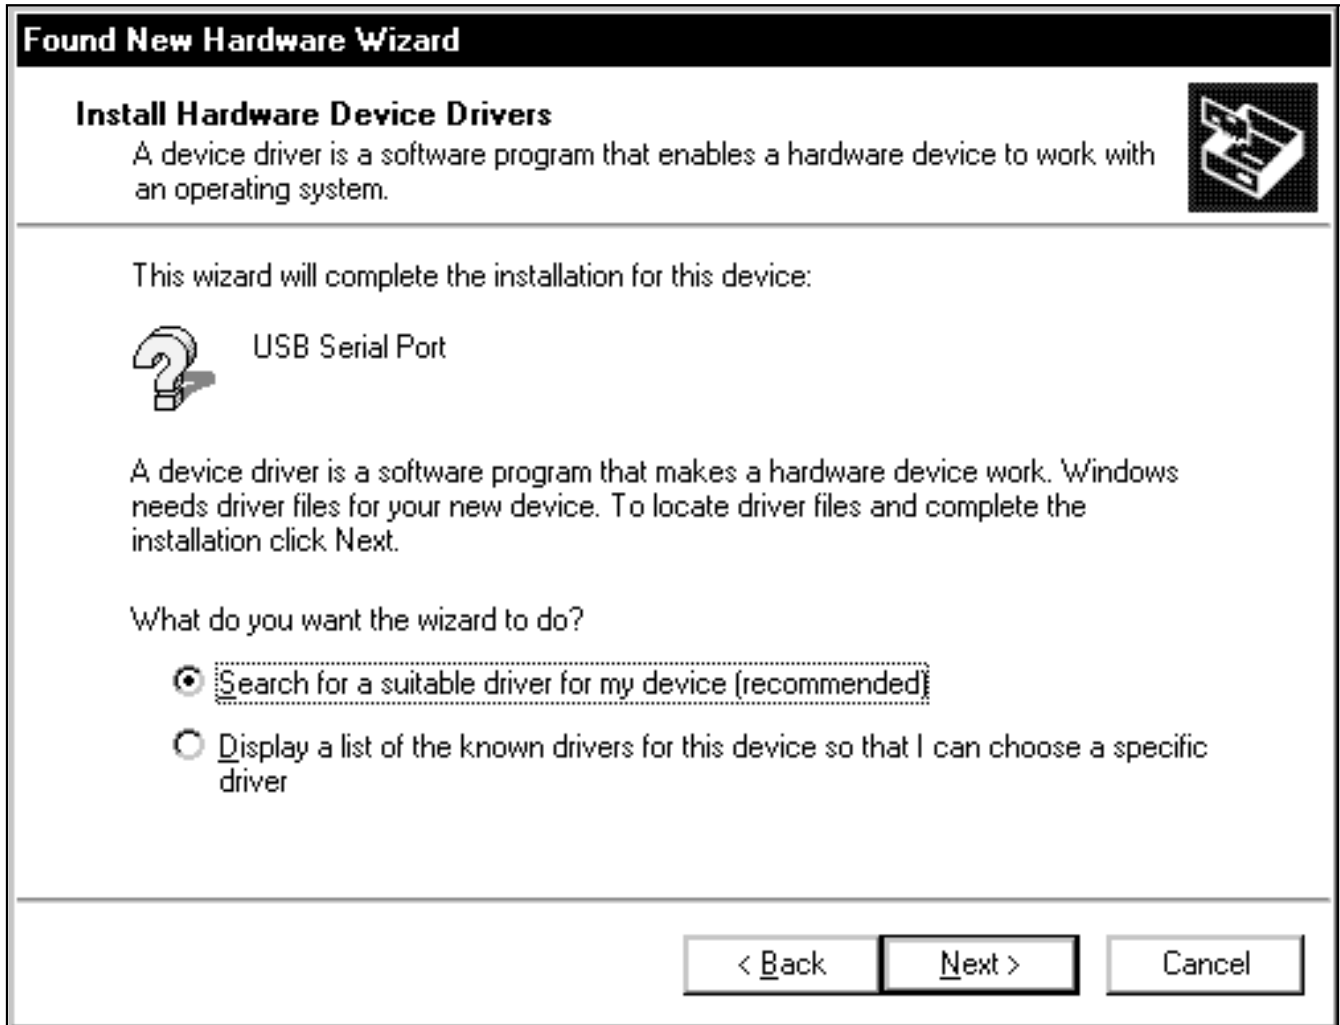 Found New Hardware Wizard
Install Hardware Device Drivers
A device driver is a software program that enables a hardware device to work with
an operating system.
This wizard will complete the installation for this device:
USB Serial Port
A device driver is a software program that makes a hardware device work. Windows
needs driver files for your new device. To locate driver files and complete the
installation click Next.
What do you want the wizard to do?
Search for a suitable driver for my device (recommended)
Display a list of the known drivers for this device so that I can choose a specific
driver
< Back
Next >
Cancel